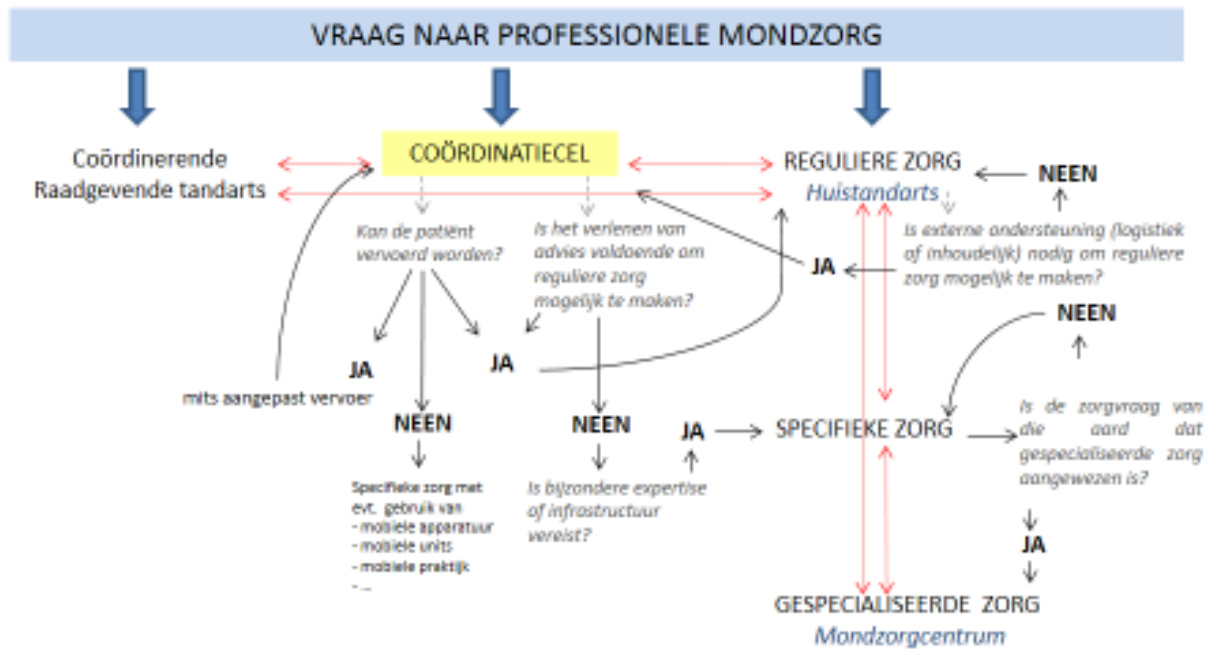 VRAAG NAAR PROFESSIONELE MONDZORG
Coördinerende
Raadgevende tandarts
COÖRDINATIECEL
REGULIERE ZORG
Huistandarts
NEEN
Kan de patiënt
vervoerd worden?
Is het verlenen van
advies voldoende om
reguliere zorg
mogelijk te maken?
Is externe ondersteuning (logistiek
of inhoudelijk) nodig om reguliere
zorg mogelijk te maken?
JA
NEEN
JA
mits aangepast vervoer
JA
NEEN
NEEN
JA
SPECIFIEKE ZORG
Is de zorgvraag van
die aard dat
gespecialiseerde zorg
aangewezen is?
Specifieke zorg met
evt. gebruik van
- mobiele apparatuur
- mobiele units
- mobiele praktijk
- ...
Is bijzondere expertise
of infrastructuur
vereist?
JA
GESPECIALISEERDE ZORG
Mondzorgcentrum